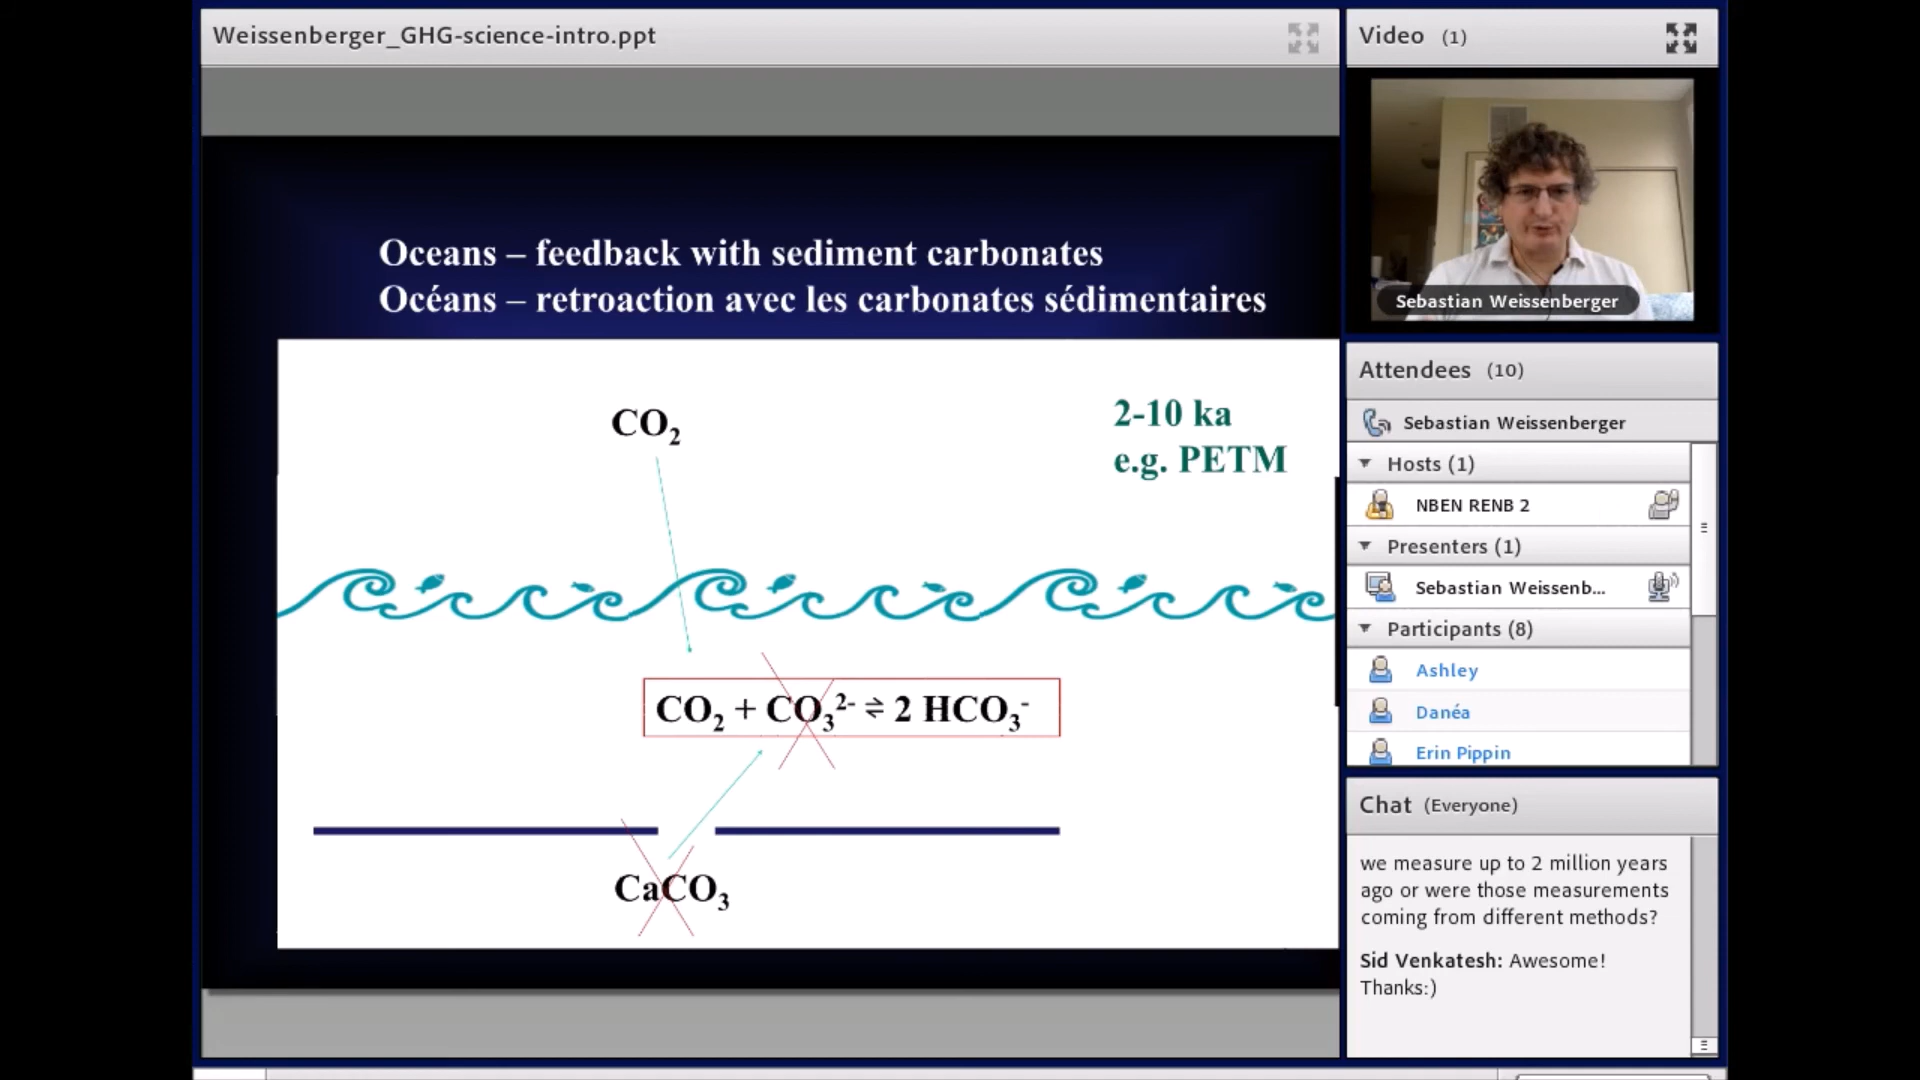 Weissenberger_GHG-science-intro.ppt
Oceans – feedback with sediment carbonates
Océans – retroaction avec les carbonates sédimentaires
CO₂
2-10 ka
e.g. PETM
CO₂ + CO₃²⁻ ⇌ 2 HCO₃⁻
CaCO₃
Video (1)
Sebastian Weissenberger
Attendees (10)
Sebastian Weissenberger
Hosts (1)
NBEN RENB 2
Presenters (1)
Sebastian Weissenb...
Participants (8)
Ashley
Danéa
Erin Pippin
Chat (Everyone)
we measure up to 2 million years
ago or were those measurements
coming from different methods?
Sid Venkatesh: Awesome!
Thanks:)